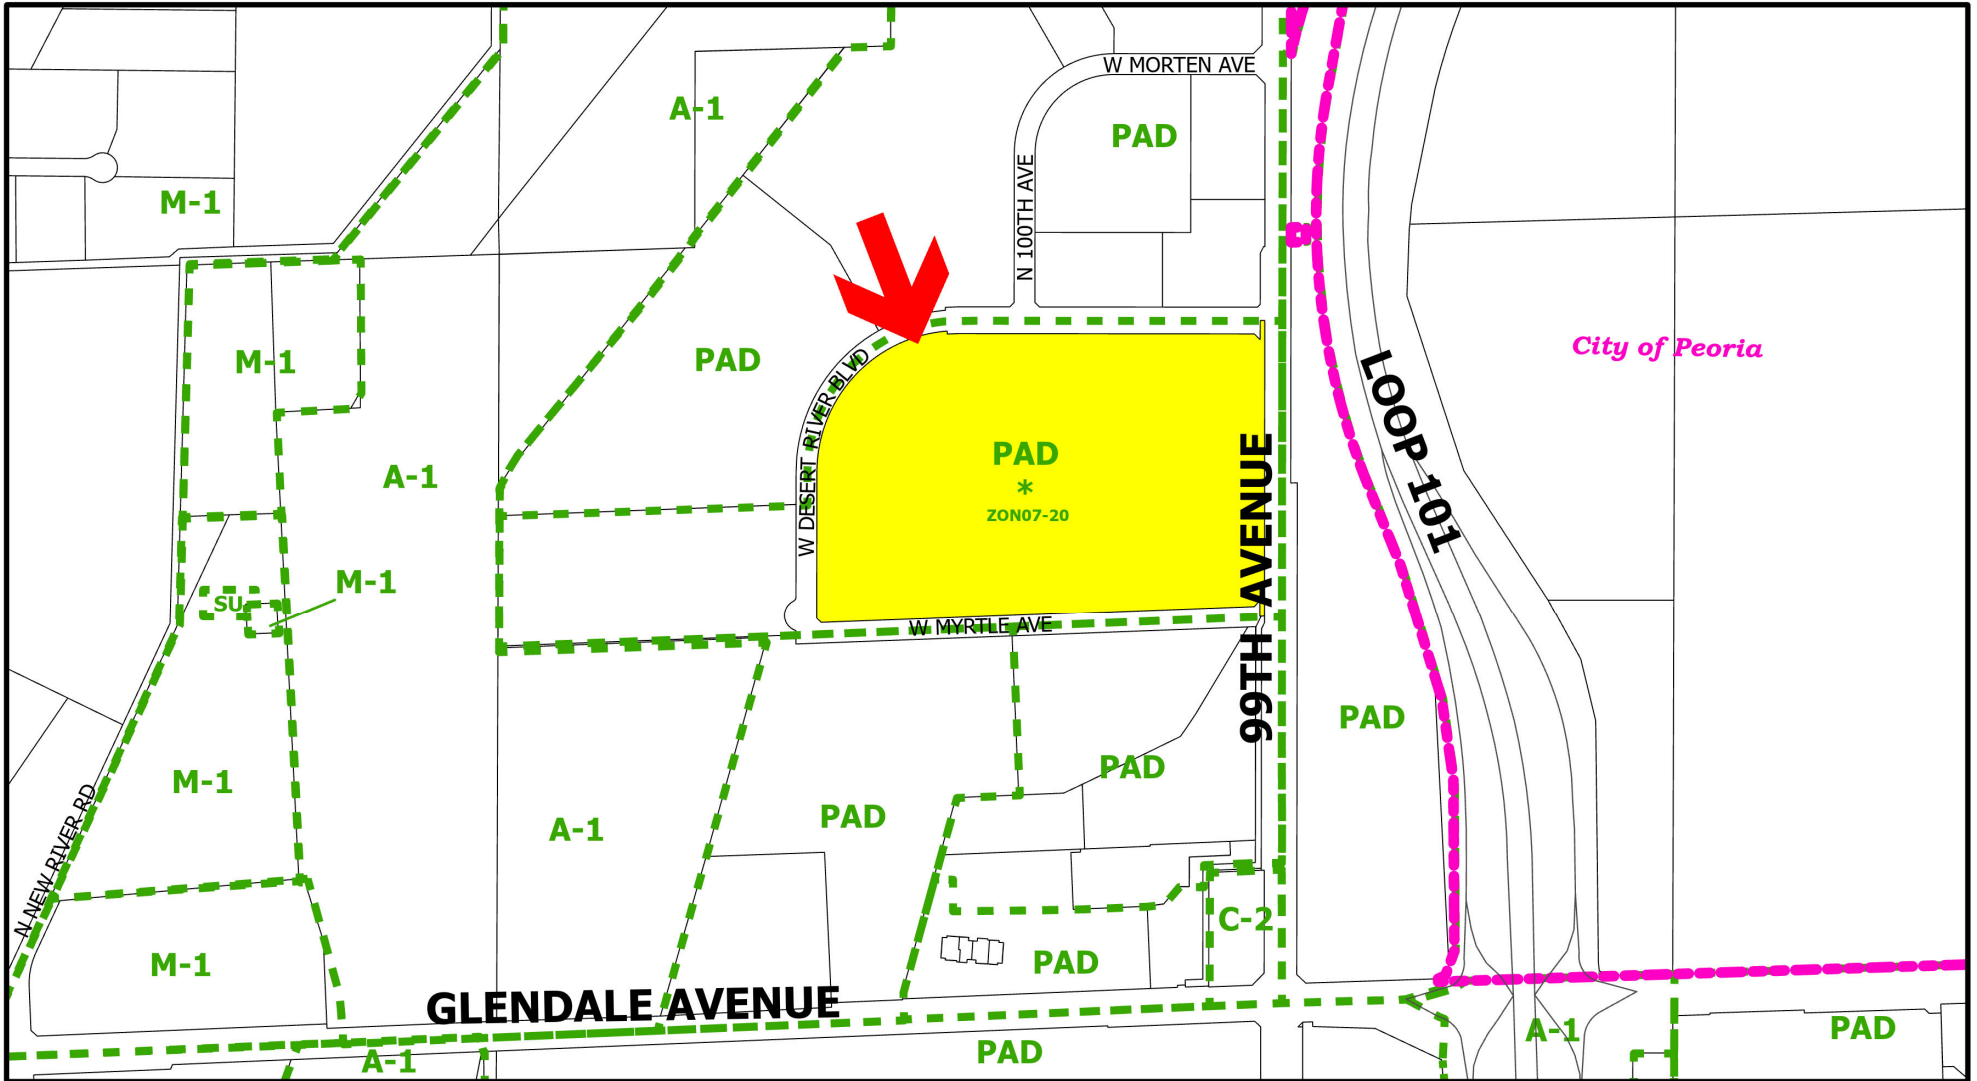 W MORTEN AVE
A-1
PAD
N 100TH AVE
M-1
City of Peoria
M-1
PAD
LOOP 101
W DESERT RIVER BLVD
PAD
*
ZON07-20
A-1
99TH AVENUE
M-1
SU
W MYRTLE AVE
PAD
PAD
M-1
PAD
A-1
N NEW RIVER RD
C-2
M-1
PAD
GLENDALE AVENUE
A-1
PAD
PAD
A-1